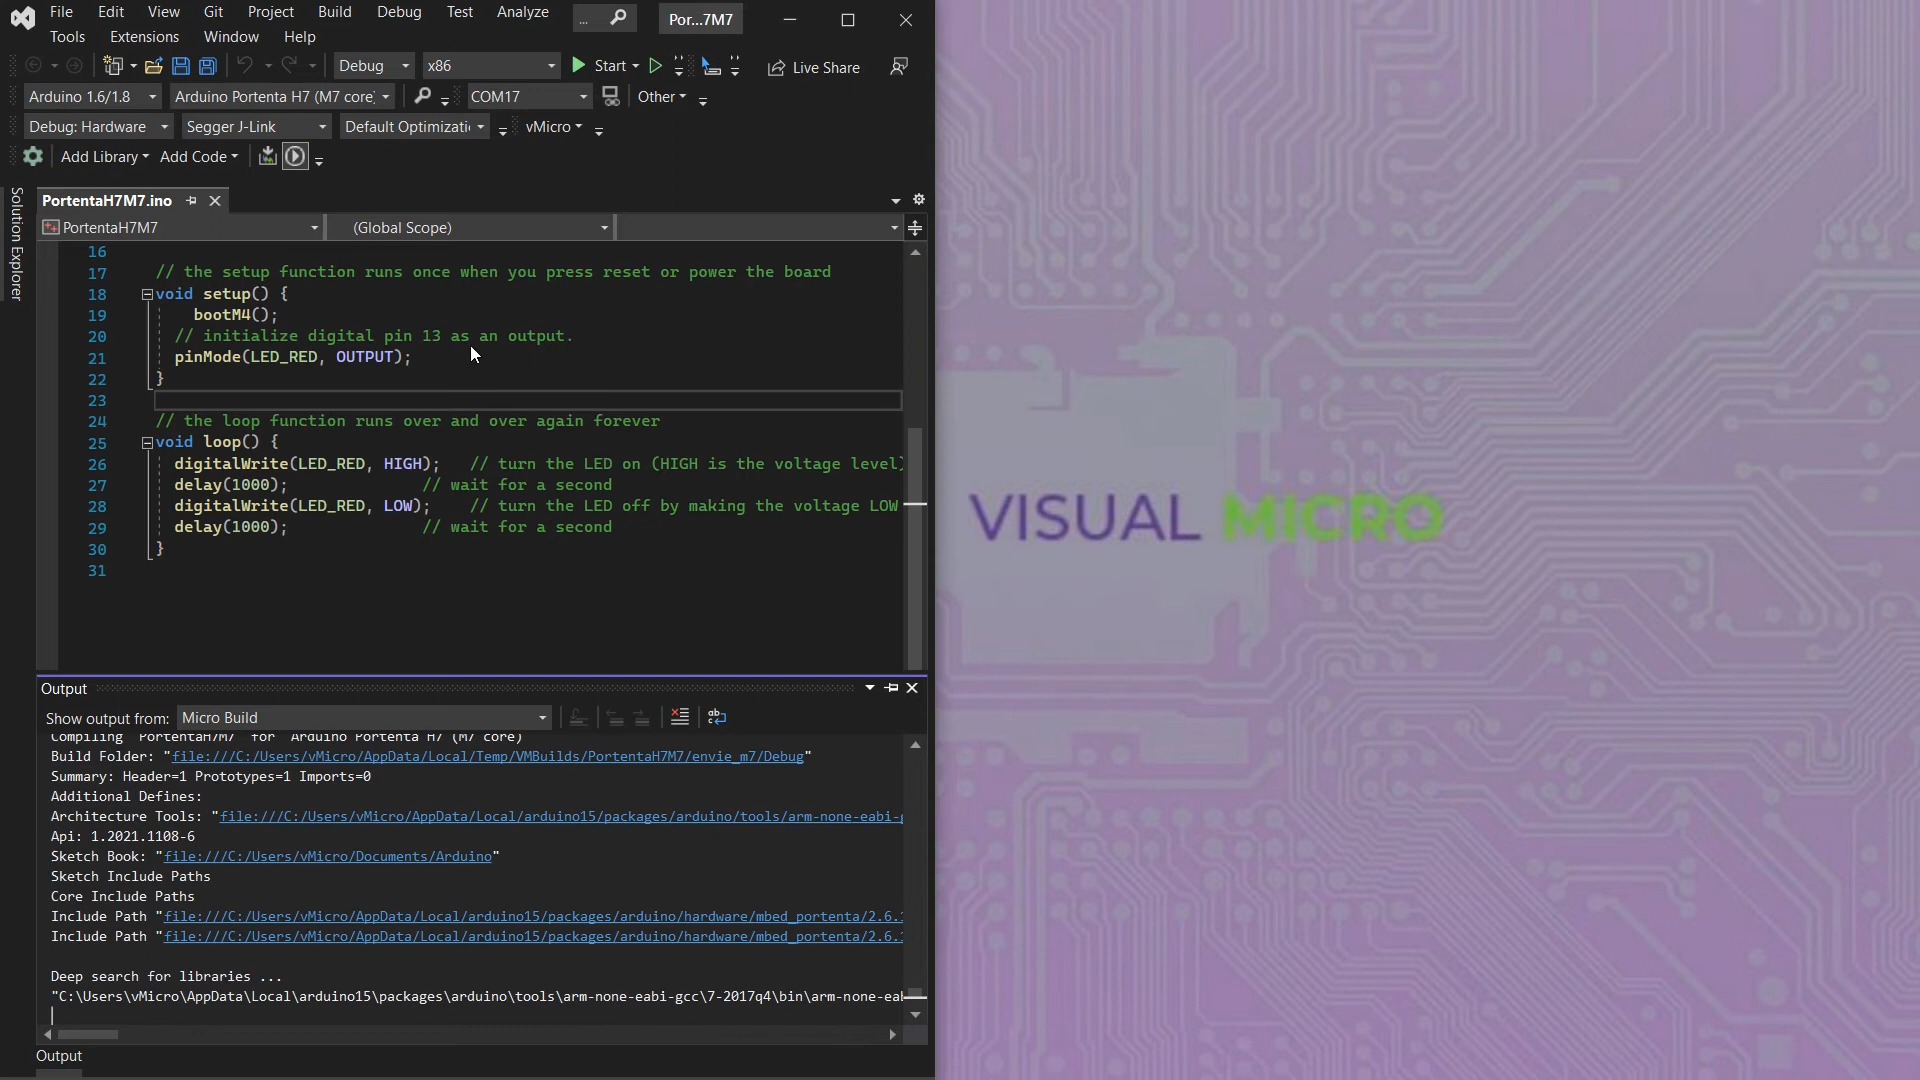 File Edit View Git Project Build Debug Test Analyze ... Por...7M7
Tools Extensions Window Help
Debug x86 Start Live Share
Arduino 1.6/1.8 Arduino Portenta H7 (M7 core) COM17 Other
Debug: Hardware Segger J-Link Default Optimizati vMicro
Add Library Add Code
Solution Explorer
PortentaH7M7.ino
PortentaH7M7 (Global Scope)
16
17 // the setup function runs once when you press reset or power the board
18 void setup() {
19 bootM4();
20 // initialize digital pin 13 as an output.
21 pinMode(LED_RED, OUTPUT);
22 }
23
24 // the loop function runs over and over again forever
25 void loop() {
26 digitalWrite(LED_RED, HIGH); // turn the LED on (HIGH is the voltage level)
27 delay(1000); // wait for a second
28 digitalWrite(LED_RED, LOW); // turn the LED off by making the voltage LOW
29 delay(1000); // wait for a second
30 }
31
VISUAL MICRO
Output
Show output from: Micro Build
Compiling "PortentaH7M7" for "Arduino Portenta H7 (M7 core)"
Build Folder: "file:///C:/Users/vMicro/AppData/Local/Temp/VMBuilds/PortentaH7M7/envie_m7/Debug"
Summary: Header=1 Prototypes=1 Imports=0
Additional Defines:
Architecture Tools: "file:///C:/Users/vMicro/AppData/Local/arduino15/packages/arduino/tools/arm-none-eabi-g
Api: 1.2021.1108-6
Sketch Book: "file:///C:/Users/vMicro/Documents/Arduino"
Sketch Include Paths
Core Include Paths
Include Path "file:///C:/Users/vMicro/AppData/Local/arduino15/packages/arduino/hardware/mbed_portenta/2.6.1
Include Path "file:///C:/Users/vMicro/AppData/Local/arduino15/packages/arduino/hardware/mbed_portenta/2.6.1
Deep search for libraries ...
"C:\Users\vMicro\AppData\Local\arduino15\packages\arduino\tools\arm-none-eabi-gcc\7-2017q4\bin\arm-none-eab
Output